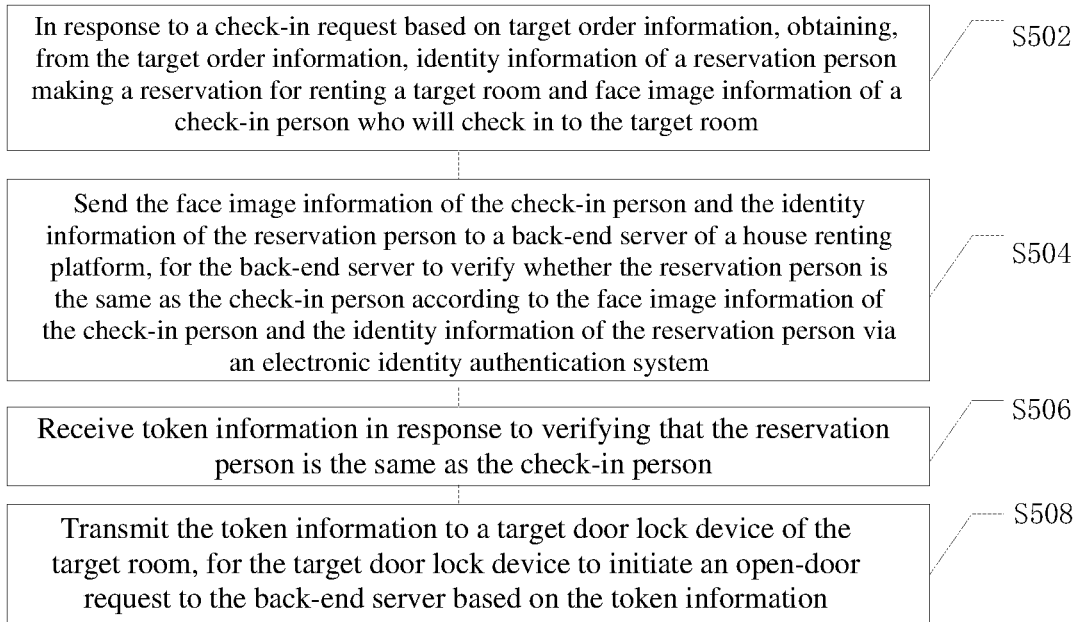 In response to a check-in request based on target order information, obtaining,
from the target order information, identity information of a reservation person
making a reservation for renting a target room and face image information of a
check-in person who will check in to the target room
S502
Send the face image information of the check-in person and the identity
information of the reservation person to a back-end server of a house renting
platform, for the back-end server to verify whether the reservation person is
the same as the check-in person according to the face image information of
the check-in person and the identity information of the reservation person via
an electronic identity authentication system
S504
Receive token information in response to verifying that the reservation
person is the same as the check-in person
S506
Transmit the token information to a target door lock device of the
target room, for the target door lock device to initiate an open-door
request to the back-end server based on the token information
S508